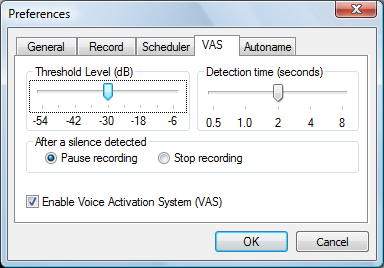 Preferences
General Record Scheduler VAS Autoname
Threshold Level (dB) Detection time (seconds)
-54 -42 -30 -18 -6 0.5 1.0 2 4 8
After a silence detected
Pause recording Stop recording
Enable Voice Activation System (VAS)
OK Cancel